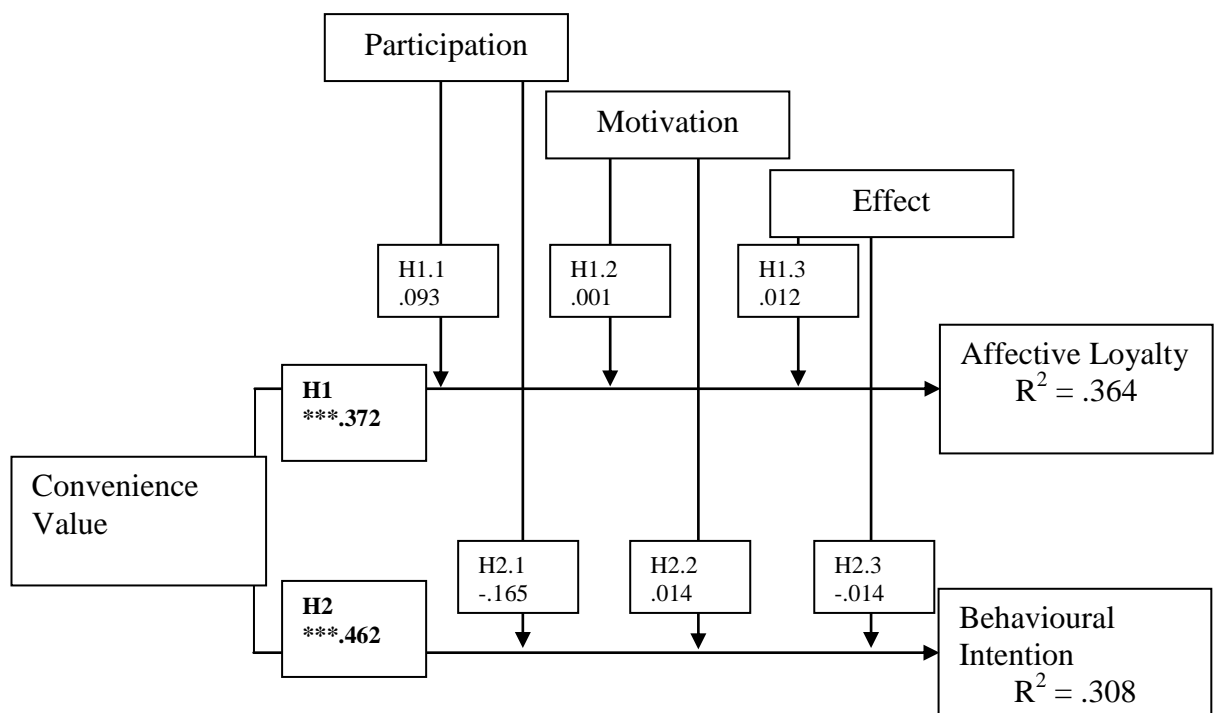 Participation
Motivation
Effect
H1.1
.093
H1.2
.001
H1.3
.012
Affective Loyalty
R² = .364
H1
***.372
Convenience
Value
H2.1
-.165
H2.2
.014
H2.3
-.014
H2
***.462
Behavioural
Intention
R² = .308